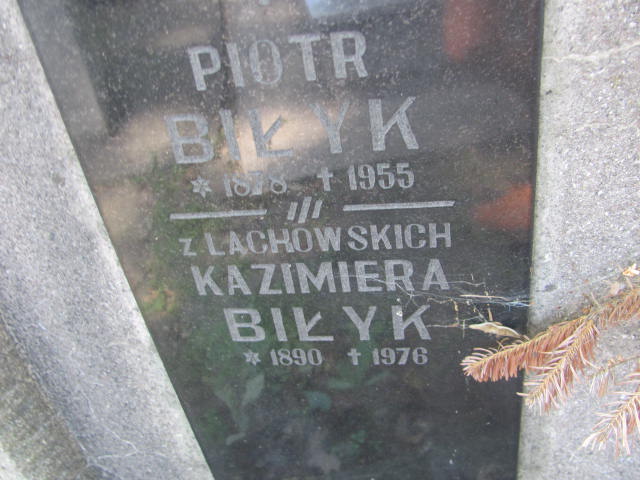 PIOTR
BIŁYK
* 1878 † 1955
Z LACHOWSKICH
KAZIMIERA
BIŁYK
* 1890 † 1976